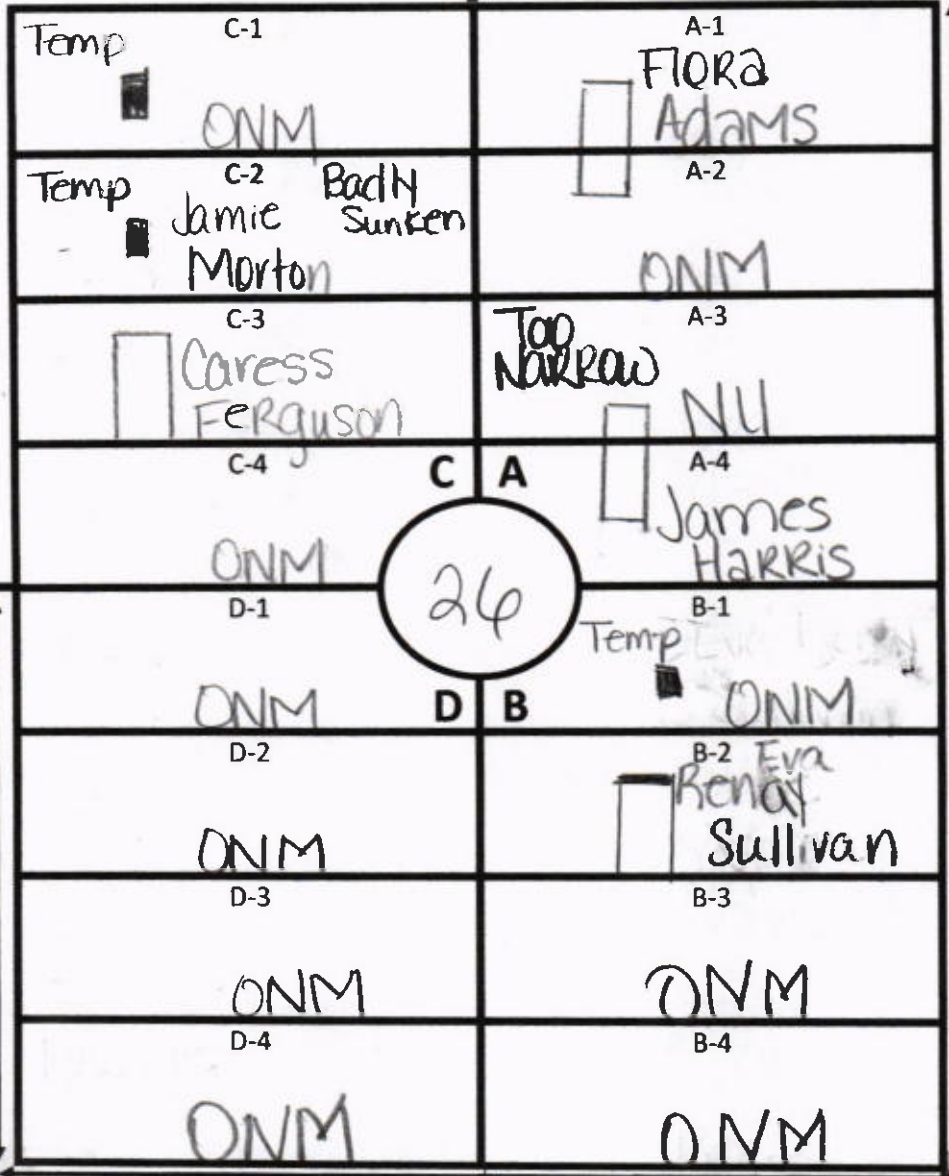 C-1
Temp
ONM
A-1
Flora
Adams
C-2
Temp
Jamie
Morton
Badly
Sunken
A-2
ONM
C-3
Caress
Ferguson
A-3
Too
Narrow
NU
C-4
ONM
C A
A-4
James
Harris
26
D-1
ONM
D B
B-1
Temp
ONM
D-2
ONM
B-2
Eva
Renay
Sullivan
D-3
ONM
B-3
ONM
D-4
ONM
B-4
ONM